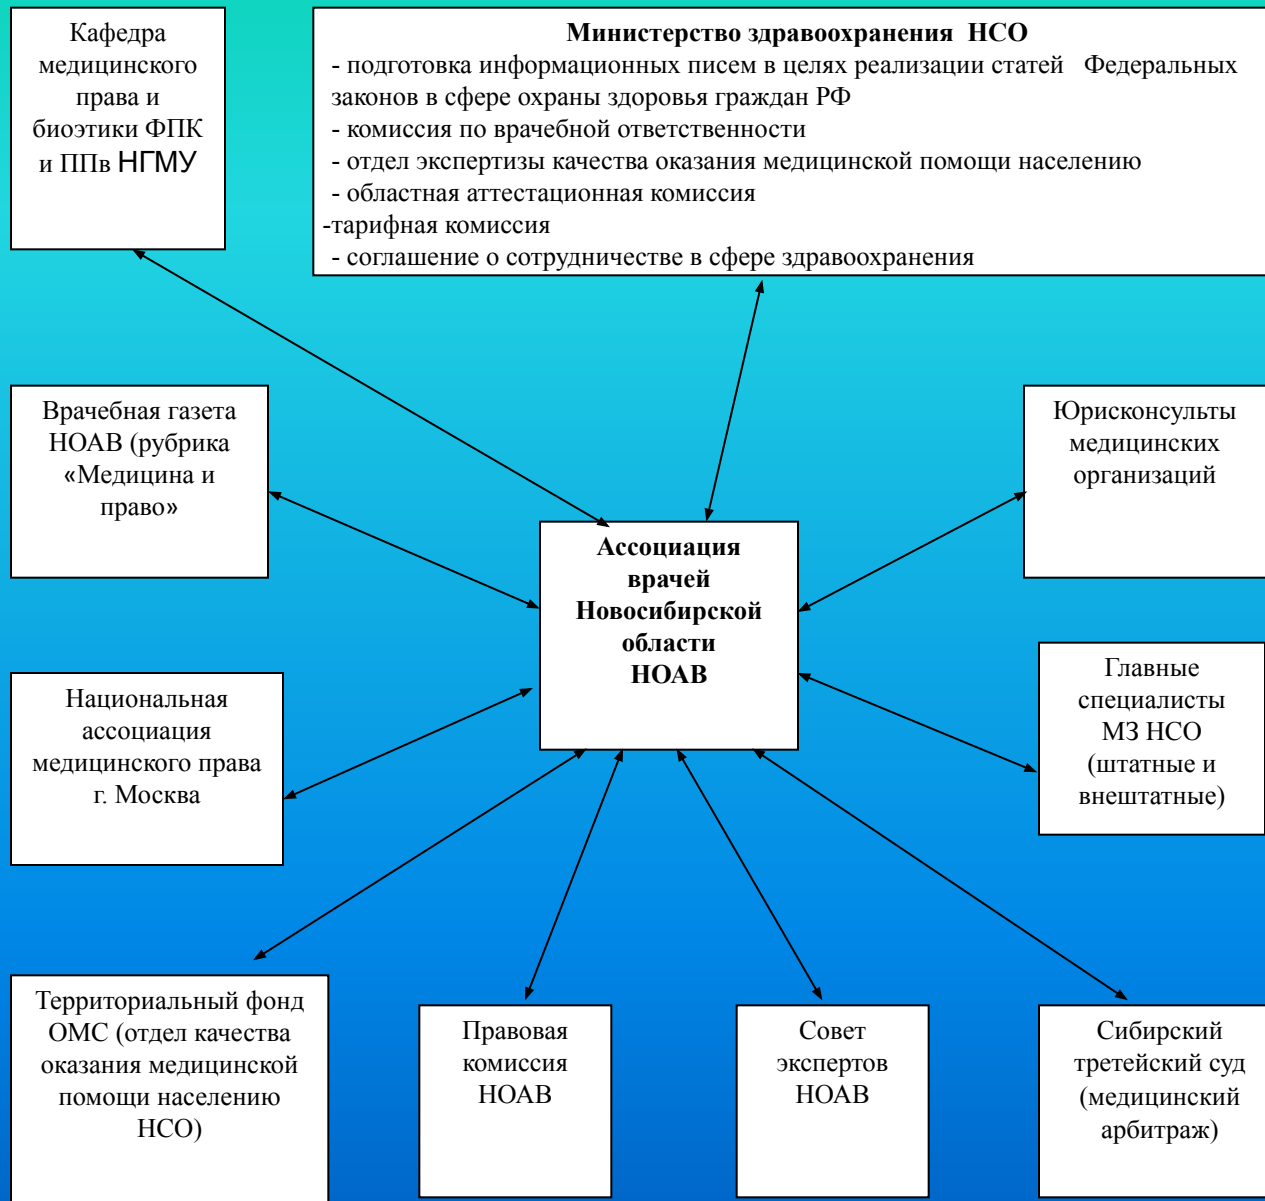 Кафедра
медицинского
права и
биоэтики ФПК
и ППв НГМУ
Министерство здравоохранения НСО
- подготовка информационных писем в целях реализации статей Федеральных
законов в сфере охраны здоровья граждан РФ
- комиссия по врачебной ответственности
- отдел экспертизы качества оказания медицинской помощи населению
- областная аттестационная комиссия
-тарифная комиссия
- соглашение о сотрудничестве в сфере здравоохранения
Врачебная газета
НОАВ (рубрика
«Медицина и
право»
Юрисконсульты
медицинских
организаций
Ассоциация
врачей
Новосибирской
области
НОАВ
Национальная
ассоциация
медицинского права
г. Москва
Главные
специалисты
МЗ НСО
(штатные и
внештатные)
Территориальный фонд
ОМС (отдел качества
оказания медицинской
помощи населению
НСО)
Правовая
комиссия
НОАВ
Совет
экспертов
НОАВ
Сибирский
третейский суд
(медицинский
арбитраж)